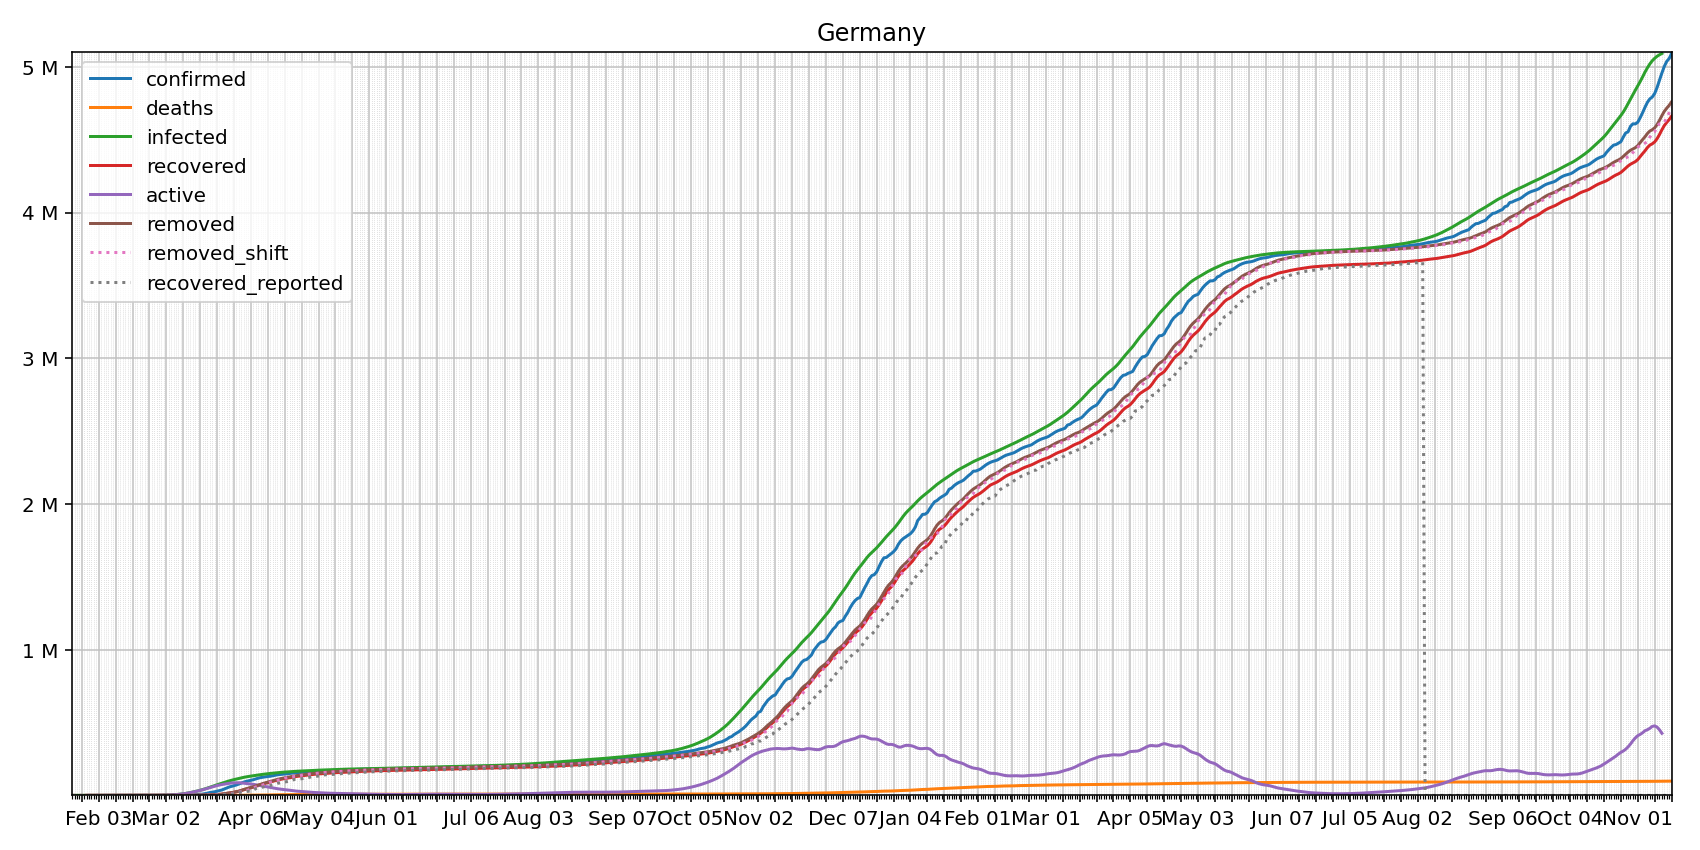 Germany
5 M
4 M
3 M
2 M
1 M
confirmed
deaths
infected
recovered
active
removed
removed_shift
recovered_reported
Feb 03 Mar 02 Apr 06 May 04 Jun 01 Jul 06 Aug 03 Sep 07 Oct 05 Nov 02 Dec 07 Jan 04 Feb 01 Mar 01 Apr 05 May 03 Jun 07 Jul 05 Aug 02 Sep 06 Oct 04 Nov 01